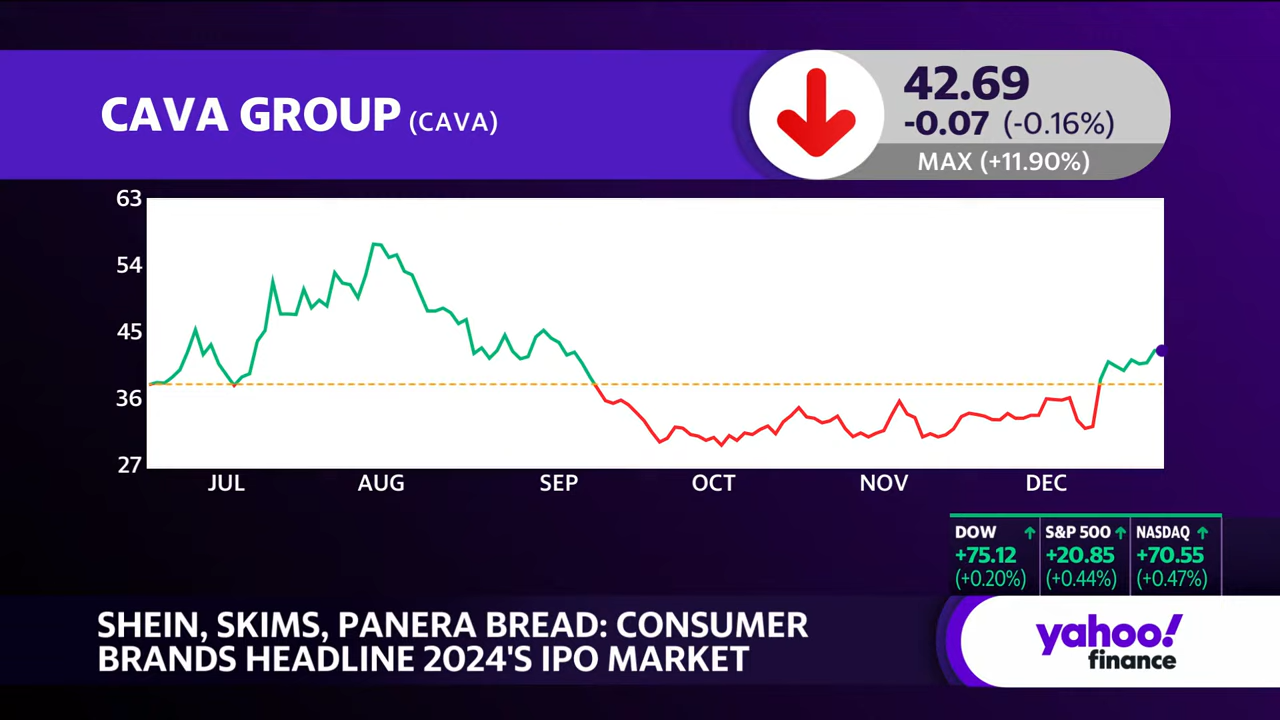 CAVA GROUP (CAVA)
42.69
-0.07 (-0.16%)
MAX (+11.90%)
63
54
45
36
27
JUL AUG SEP OCT NOV DEC
DOW S&P 500 NASDAQ
+75.12 +20.85 +70.55
(+0.20%) (+0.44%) (+0.47%)
SHEIN, SKIMS, PANERA BREAD: CONSUMER
BRANDS HEADLINE 2024'S IPO MARKET
yahoo!
finance